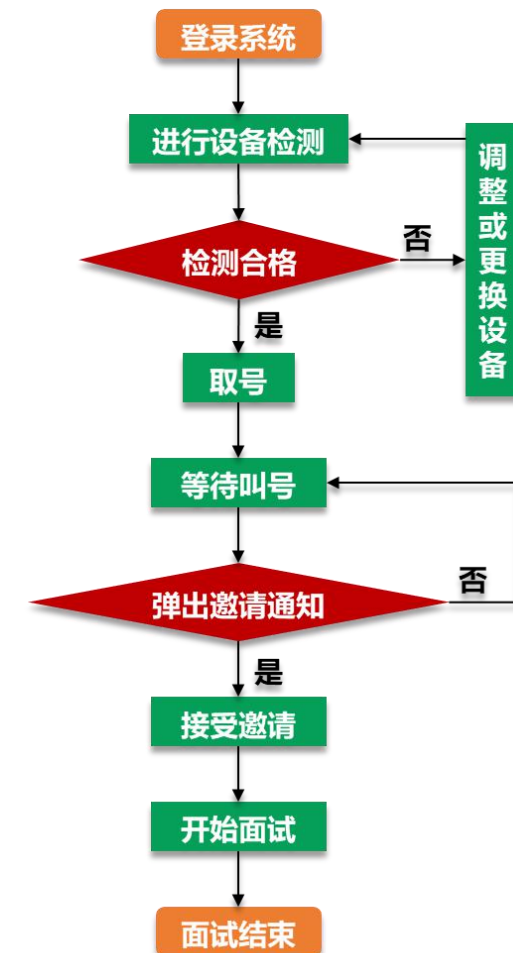 登录系统
进行设备检测
调整或更换设备
检测合格
否
是
取号
等待叫号
弹出邀请通知
否
是
接受邀请
开始面试
面试结束